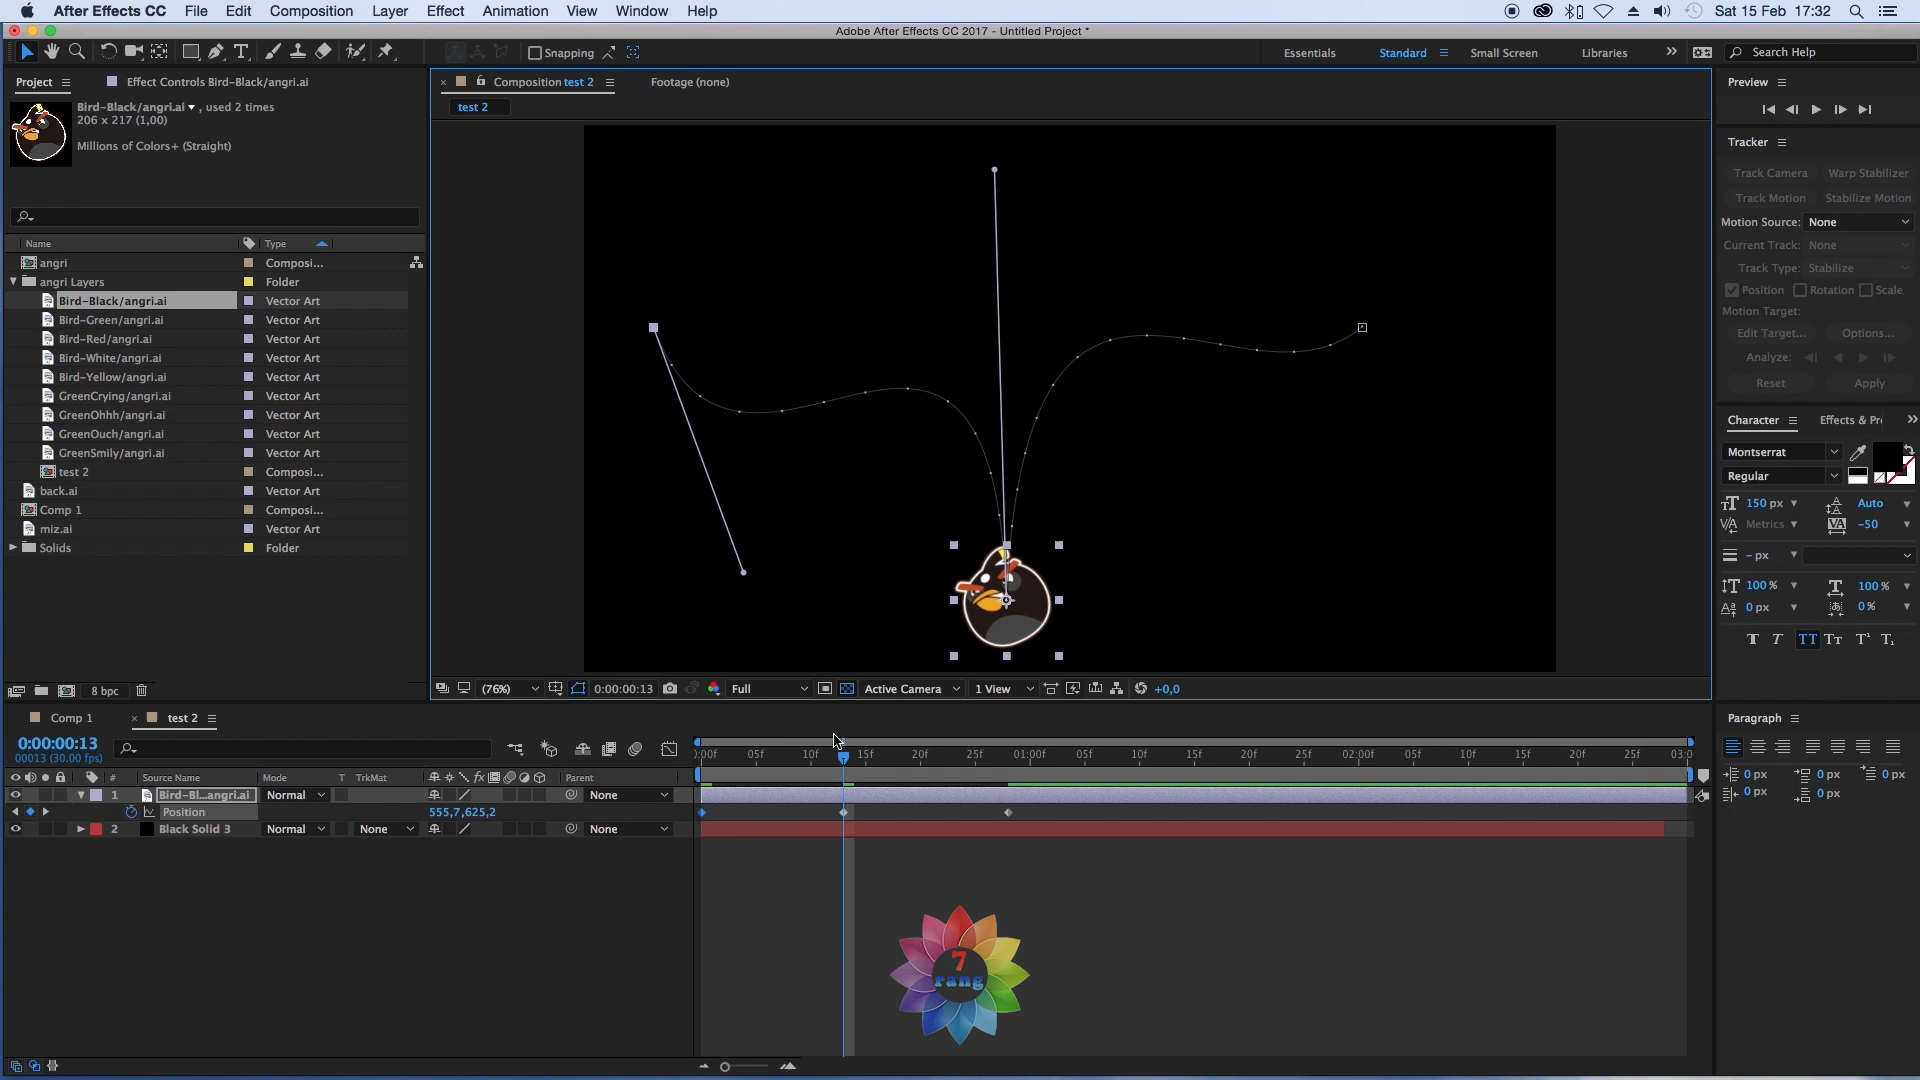 After Effects CC File Edit Composition Layer Effect Animation View Window Help Sat 15 Feb 17:32
Adobe After Effects CC 2017 - Untitled Project *
Snapping Essentials Standard Small Screen Libraries Search Help
Project Effect Controls Bird-Black/angri.ai
Bird-Black/angri.ai , used 2 times
206 x 217 (1,00)
Millions of Colors+ (Straight)
Name Type
angri Composi...
angri Layers Folder
Bird-Black/angri.ai Vector Art
Bird-Green/angri.ai Vector Art
Bird-Red/angri.ai Vector Art
Bird-White/angri.ai Vector Art
Bird-Yellow/angri.ai Vector Art
GreenCrying/angri.ai Vector Art
GreenOhhh/angri.ai Vector Art
GreenOuch/angri.ai Vector Art
GreenSmily/angri.ai Vector Art
test 2 Composi...
back.ai Vector Art
Comp 1 Composi...
miz.ai Vector Art
Solids Folder
8 bpc
Composition test 2 Footage (none)
test 2
(76%) 0:00:00:13 Full Active Camera 1 View +0,0
Preview
Tracker
Track Camera Warp Stabilizer
Track Motion Stabilize Motion
Motion Source: None
Current Track: None
Track Type: Stabilize
Position Rotation Scale
Motion Target:
Edit Target... Options...
Analyze:
Reset Apply
Character Effects & Pr
Montserrat
Regular
150 px Auto
Metrics -50
- px
100 % 100 %
0 px 0 %
T T TT Tr T¹ T₁
Paragraph
0 px 0 px 0 px
0 px 0 px
Comp 1 test 2
0:00:00:13
00013 (30.00 fps)
# Source Name Mode T TrkMat Parent
1 Bird-Bl...angri.ai Normal None
Position 555,7,625,2
2 Black Solid 3 Normal None None
:00f 05f 10f 15f 20f 25f 01:00f 05f 10f 15f 20f 25f 02:00f 05f 10f 15f 20f 25f 03:0
7
rang